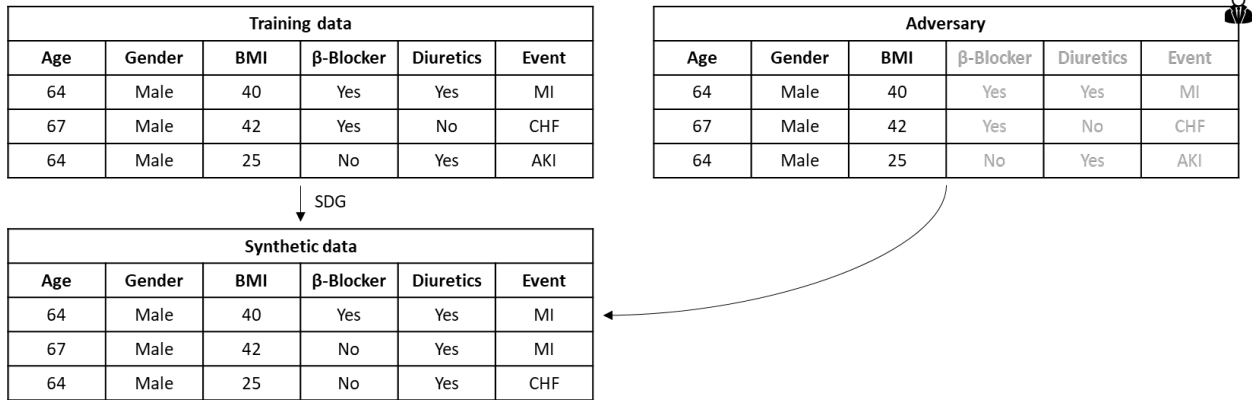 Training data
Age Gender BMI β-Blocker Diuretics Event
64 Male 40 Yes Yes MI
67 Male 42 Yes No CHF
64 Male 25 No Yes AKI
Adversary
Age Gender BMI β-Blocker Diuretics Event
64 Male 40 Yes Yes MI
67 Male 42 Yes No CHF
64 Male 25 No Yes AKI
SDG
Synthetic data
Age Gender BMI β-Blocker Diuretics Event
64 Male 40 Yes Yes MI
67 Male 42 No Yes MI
64 Male 25 No Yes CHF